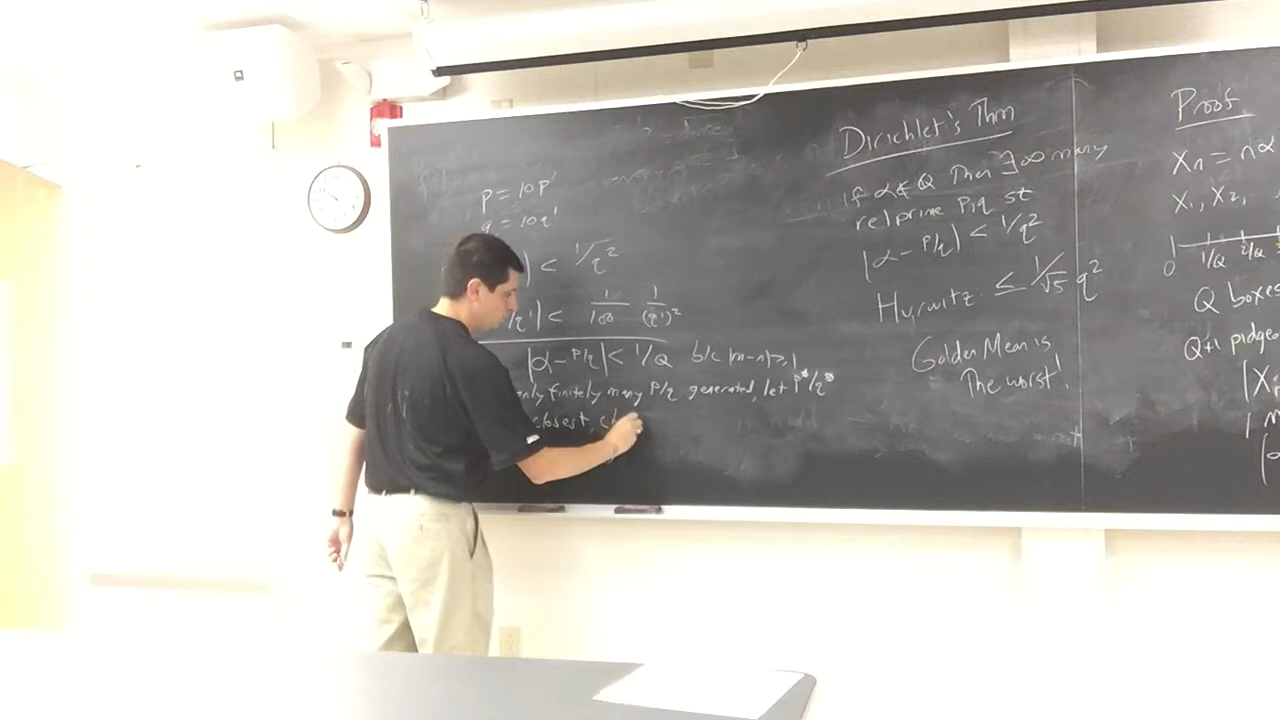 p = 10p'
q = 10q'
| < 1/q²
/q'| < 1/100 1/(q')²
|α - p/q| < 1/Q b/c |m-n| ≥ 1
only finitely many p/q generated, let p*/q*
closest,
Dirichlet's Thm
If α ∉ Q Then ∃ ∞ many
rel prime p,q st
|α - p/q| < 1/q²
Hurwitz: ≤ 1/√5 q²
Golden Mean is
The worst!
Proof
Xn = nα
X1, X2,
0 1/Q 2/Q
Q boxes
Q+1 pidgeo
|X
|α